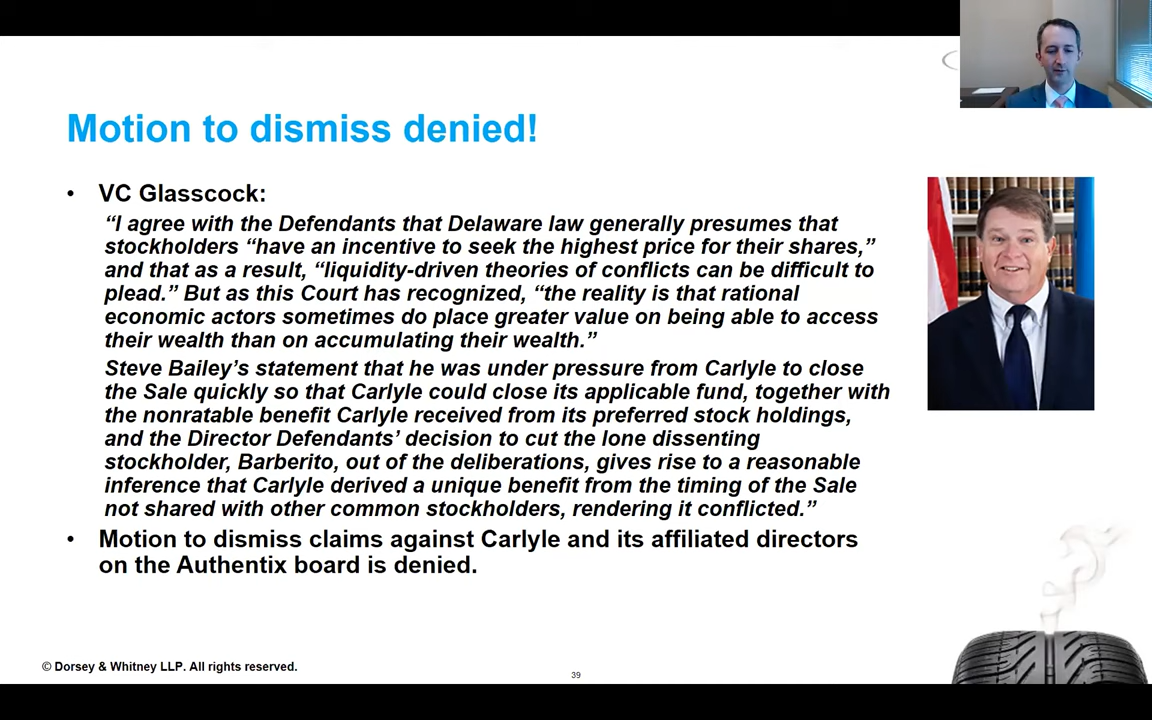 Motion to dismiss denied!
• VC Glasscock:
“I agree with the Defendants that Delaware law generally presumes that
stockholders “have an incentive to seek the highest price for their shares,”
and that as a result, “liquidity-driven theories of conflicts can be difficult to
plead.” But as this Court has recognized, “the reality is that rational
economic actors sometimes do place greater value on being able to access
their wealth than on accumulating their wealth.”
Steve Bailey’s statement that he was under pressure from Carlyle to close
the Sale quickly so that Carlyle could close its applicable fund, together with
the nonratable benefit Carlyle received from its preferred stock holdings,
and the Director Defendants’ decision to cut the lone dissenting
stockholder, Barberito, out of the deliberations, gives rise to a reasonable
inference that Carlyle derived a unique benefit from the timing of the Sale
not shared with other common stockholders, rendering it conflicted.”
• Motion to dismiss claims against Carlyle and its affiliated directors
on the Authentix board is denied.
© Dorsey & Whitney LLP. All rights reserved.
39